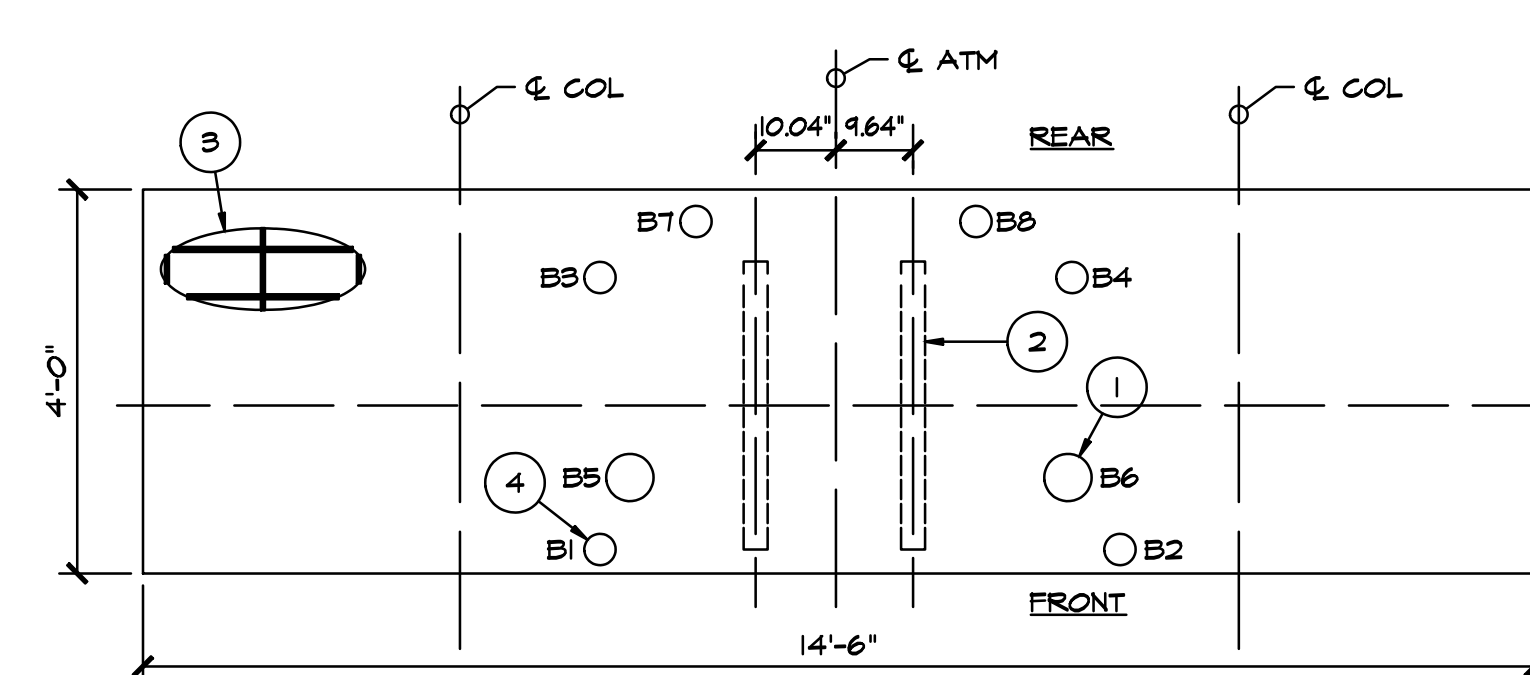 ℄ ATM
℄ COL
℄ COL
10.04" 9.64"
REAR
3
B7
B8
B3
B4
2
1
4'-0"
4
B5
B6
B1
B2
FRONT
14'-6"